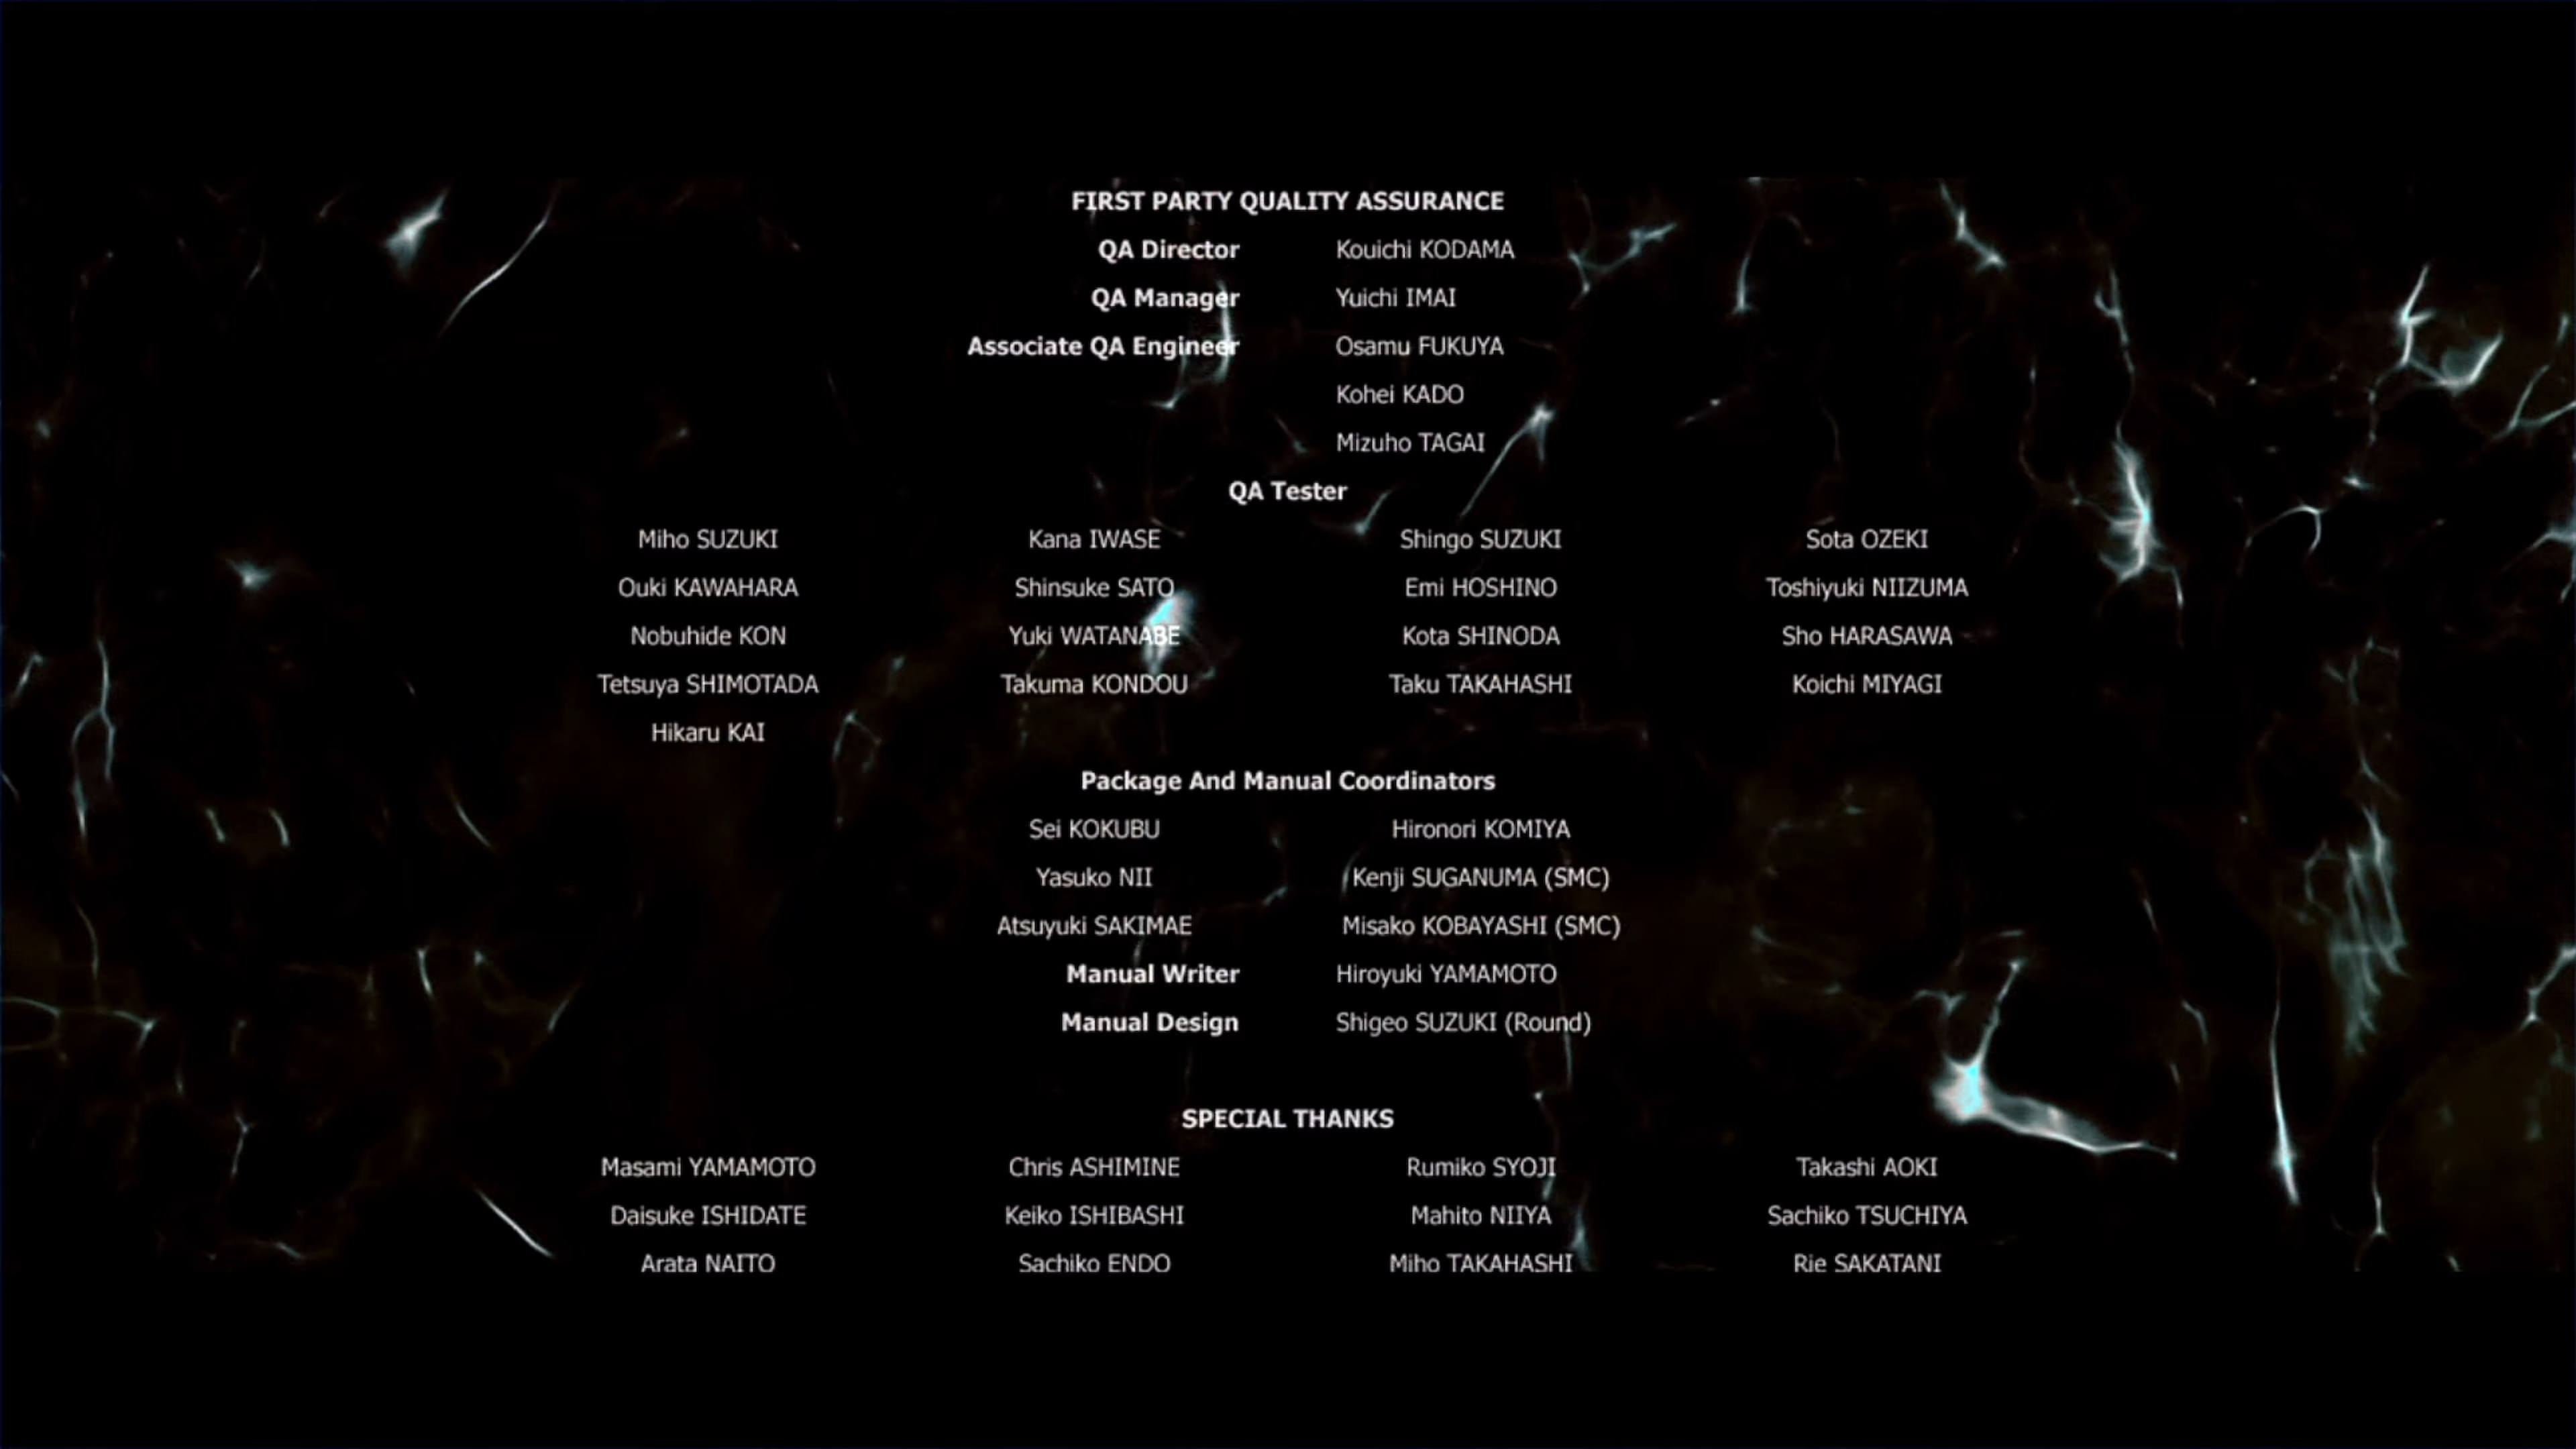 FIRST PARTY QUALITY ASSURANCE
QA Director Kouichi KODAMA
QA Manager Yuichi IMAI
Associate QA Engineer Osamu FUKUYA
Kohei KADO
Mizuho TAGAI
QA Tester
Miho SUZUKI Kana IWASE Shingo SUZUKI Sota OZEKI
Ouki KAWAHARA Shinsuke SATO Emi HOSHINO Toshiyuki NIIZUMA
Nobuhide KON Yuki WATANABE Kota SHINODA Sho HARASAWA
Tetsuya SHIMOTADA Takuma KONDOU Taku TAKAHASHI Koichi MIYAGI
Hikaru KAI
Package And Manual Coordinators
Sei KOKUBU Hironori KOMIYA
Yasuko NII Kenji SUGANUMA (SMC)
Atsuyuki SAKIMAE Misako KOBAYASHI (SMC)
Manual Writer Hiroyuki YAMAMOTO
Manual Design Shigeo SUZUKI (Round)
SPECIAL THANKS
Masami YAMAMOTO Chris ASHIMINE Rumiko SYOJI Takashi AOKI
Daisuke ISHIDATE Keiko ISHIBASHI Mahito NIIYA Sachiko TSUCHIYA
Arata NAITO Sachiko ENDO Miho TAKAHASHI Rie SAKATANI